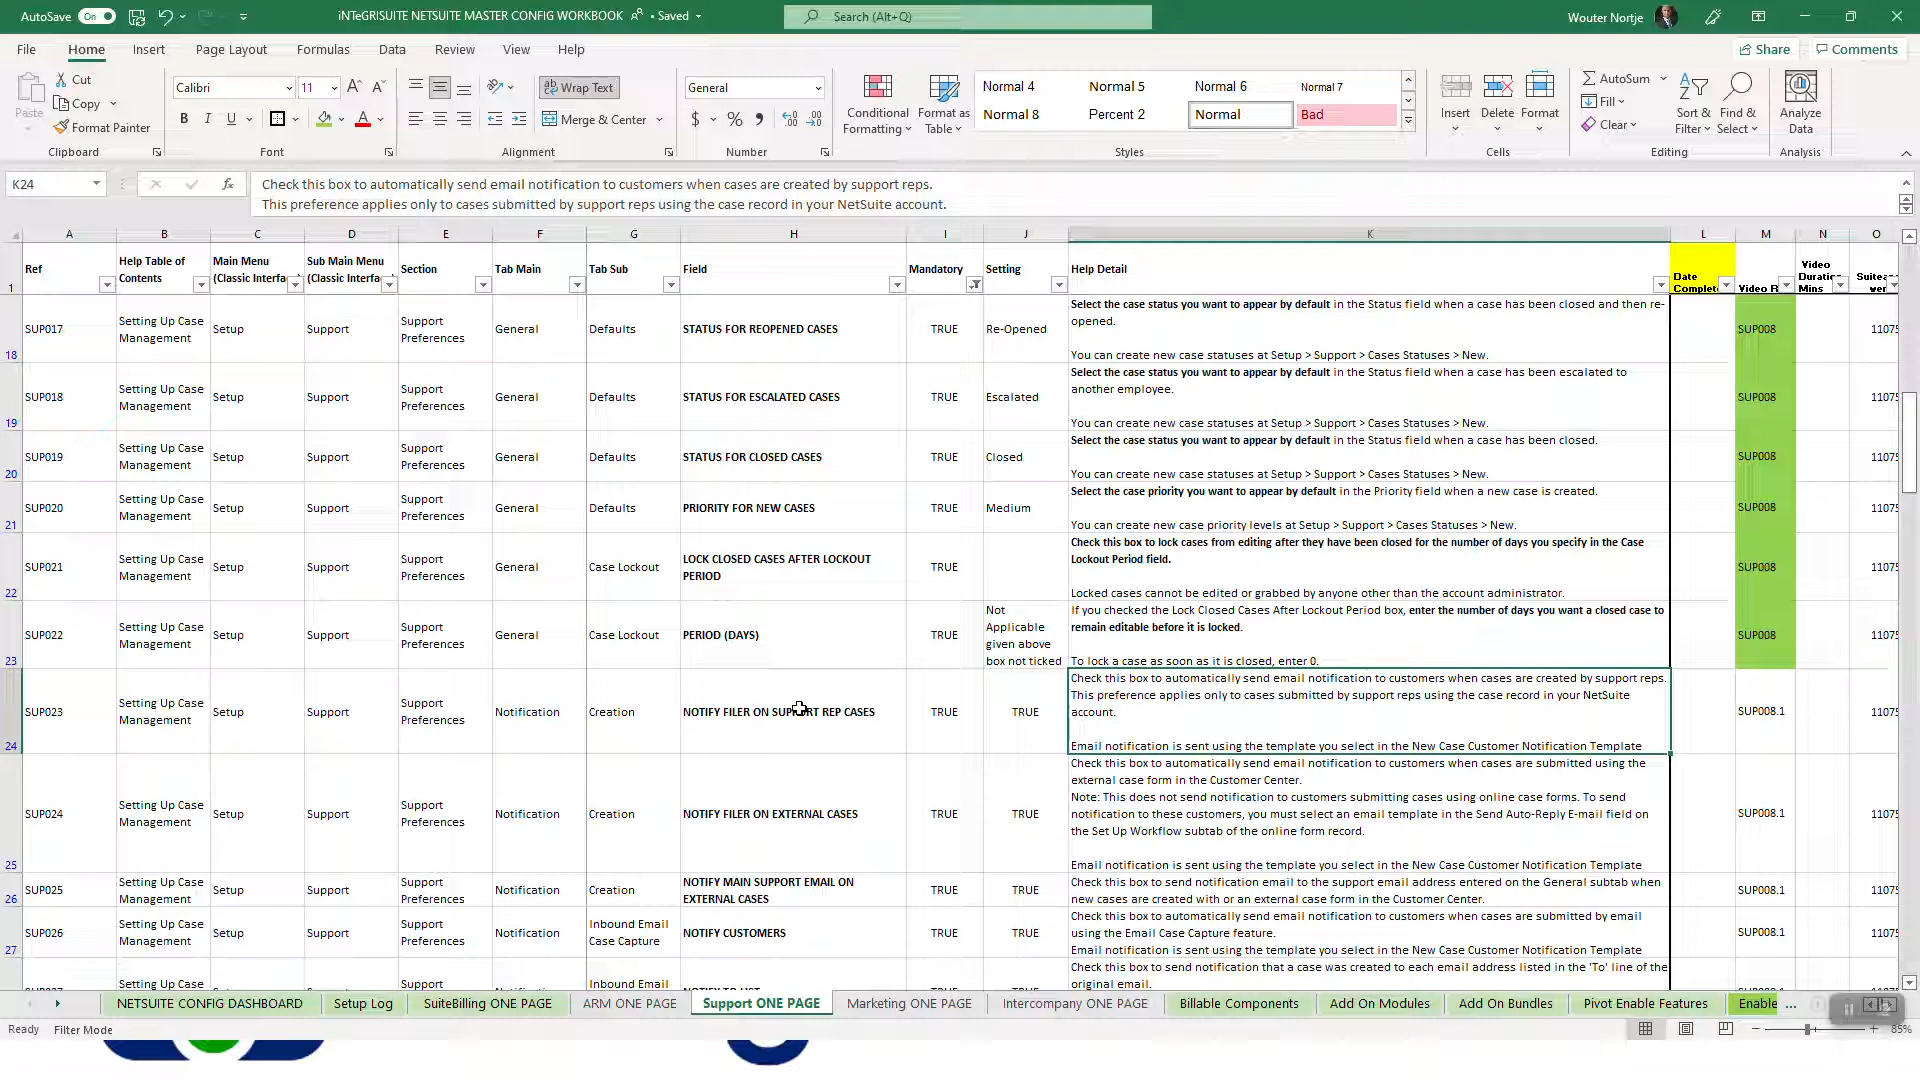 AutoSave On iNTeGRISUITE NETSUITE MASTER CONFIG WORKBOOK - Saved Search (Alt+Q) Wouter Nortje
File Home Insert Page Layout Formulas Data Review View Help Share Comments
Paste Cut Copy Format Painter Clipboard
Calibri 11 B I U A A A Font
Wrap Text Merge & Center Alignment
General $ % Number
Conditional Formatting Format as Table
Normal 4 Normal 5 Normal 6 Normal 7
Normal 8 Percent 2 Normal Bad
Styles
Insert Delete Format Cells
AutoSum Fill Clear Sort & Filter Find & Select Editing
Analyze Data Analysis
K24 fx Check this box to automatically send email notification to customers when cases are created by support reps.
This preference applies only to cases submitted by support reps using the case record in your NetSuite account.
A B C D E F G H I J K L M N O
1 Ref Help Table of Contents Main Menu (Classic Interfa Sub Main Menu (Classic Interfa Section Tab Main Tab Sub Field Mandatory Setting Help Detail Date Complet Video R Video Duratio Mins
18 SUP017 Setting Up Case Management Setup Support Support Preferences General Defaults STATUS FOR REOPENED CASES TRUE Re-Opened Select the case status you want to appear by default in the Status field when a case has been closed and then re-
opened.
You can create new case statuses at Setup > Support > Cases Statuses > New.
SUP008 11075
19 SUP018 Setting Up Case Management Setup Support Support Preferences General Defaults STATUS FOR ESCALATED CASES TRUE Escalated Select the case status you want to appear by default in the Status field when a case has been escalated to
another employee.
You can create new case statuses at Setup > Support > Cases Statuses > New.
SUP008 11075
20 SUP019 Setting Up Case Management Setup Support Support Preferences General Defaults STATUS FOR CLOSED CASES TRUE Closed Select the case status you want to appear by default in the Status field when a case has been closed.
You can create new case statuses at Setup > Support > Cases Statuses > New.
SUP008 11075
21 SUP020 Setting Up Case Management Setup Support Support Preferences General Defaults PRIORITY FOR NEW CASES TRUE Medium Select the case priority you want to appear by default in the Priority field when a new case is created.
You can create new case priority levels at Setup > Support > Cases Statuses > New.
SUP008 11075
22 SUP021 Setting Up Case Management Setup Support Support Preferences General Case Lockout LOCK CLOSED CASES AFTER LOCKOUT PERIOD TRUE Check this box to lock cases from editing after they have been closed for the number of days you specify in the Case
Lockout Period field.
Locked cases cannot be edited or grabbed by anyone other than the account administrator.
SUP008 11075
23 SUP022 Setting Up Case Management Setup Support Support Preferences General Case Lockout PERIOD (DAYS) TRUE Not Applicable given above box not ticked If you checked the Lock Closed Cases After Lockout Period box, enter the number of days you want a closed case to
remain editable before it is locked.
To lock a case as soon as it is closed, enter 0.
SUP008 11075
24 SUP023 Setting Up Case Management Setup Support Support Preferences Notification Creation NOTIFY FILER ON SUPPORT REP CASES TRUE TRUE Check this box to automatically send email notification to customers when cases are created by support reps.
This preference applies only to cases submitted by support reps using the case record in your NetSuite
account.
Email notification is sent using the template you select in the New Case Customer Notification Template
SUP008.1 11075
25 SUP024 Setting Up Case Management Setup Support Support Preferences Notification Creation NOTIFY FILER ON EXTERNAL CASES TRUE TRUE Check this box to automatically send email notification to customers when cases are submitted using the
external case form in the Customer Center.
Note: This does not send notification to customers submitting cases using online case forms. To send
notification to these customers, you must select an email template in the Send Auto-Reply E-mail field on
the Set Up Workflow subtab of the online form record.
Email notification is sent using the template you select in the New Case Customer Notification Template
SUP008.1 11075
26 SUP025 Setting Up Case Management Setup Support Support Preferences Notification Creation NOTIFY MAIN SUPPORT EMAIL ON EXTERNAL CASES TRUE TRUE Check this box to send notification email to the support email address entered on the General subtab when
new cases are created with or an external case form in the Customer Center.
SUP008.1 11075
27 SUP026 Setting Up Case Management Setup Support Support Preferences Notification Inbound Email Case Capture NOTIFY CUSTOMERS TRUE TRUE Check this box to automatically send email notification to customers when cases are submitted by email
using the Email Case Capture feature.
Email notification is sent using the template you select in the New Case Customer Notification Template
SUP008.1 11075
Setting Up Case Support Inbound Email Check this box to send notification that a case was created to each email address listed in the 'To' line of the
original email.
NETSUITE CONFIG DASHBOARD Setup Log SuiteBilling ONE PAGE ARM ONE PAGE Support ONE PAGE Marketing ONE PAGE Intercompany ONE PAGE Billable Components Add On Modules Add On Bundles Pivot Enable Features Enable ...
Ready Filter Mode 85%